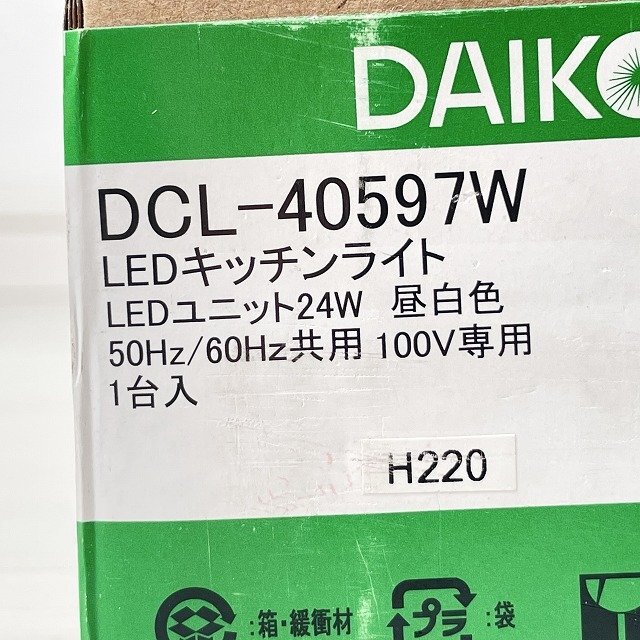 DAIKO
DCL-40597W
LEDキッチンライト
LEDユニット24W 昼白色
50Hz/60Hz共用 100V専用
1台入
H220
:箱・緩衝材
プラ
:袋